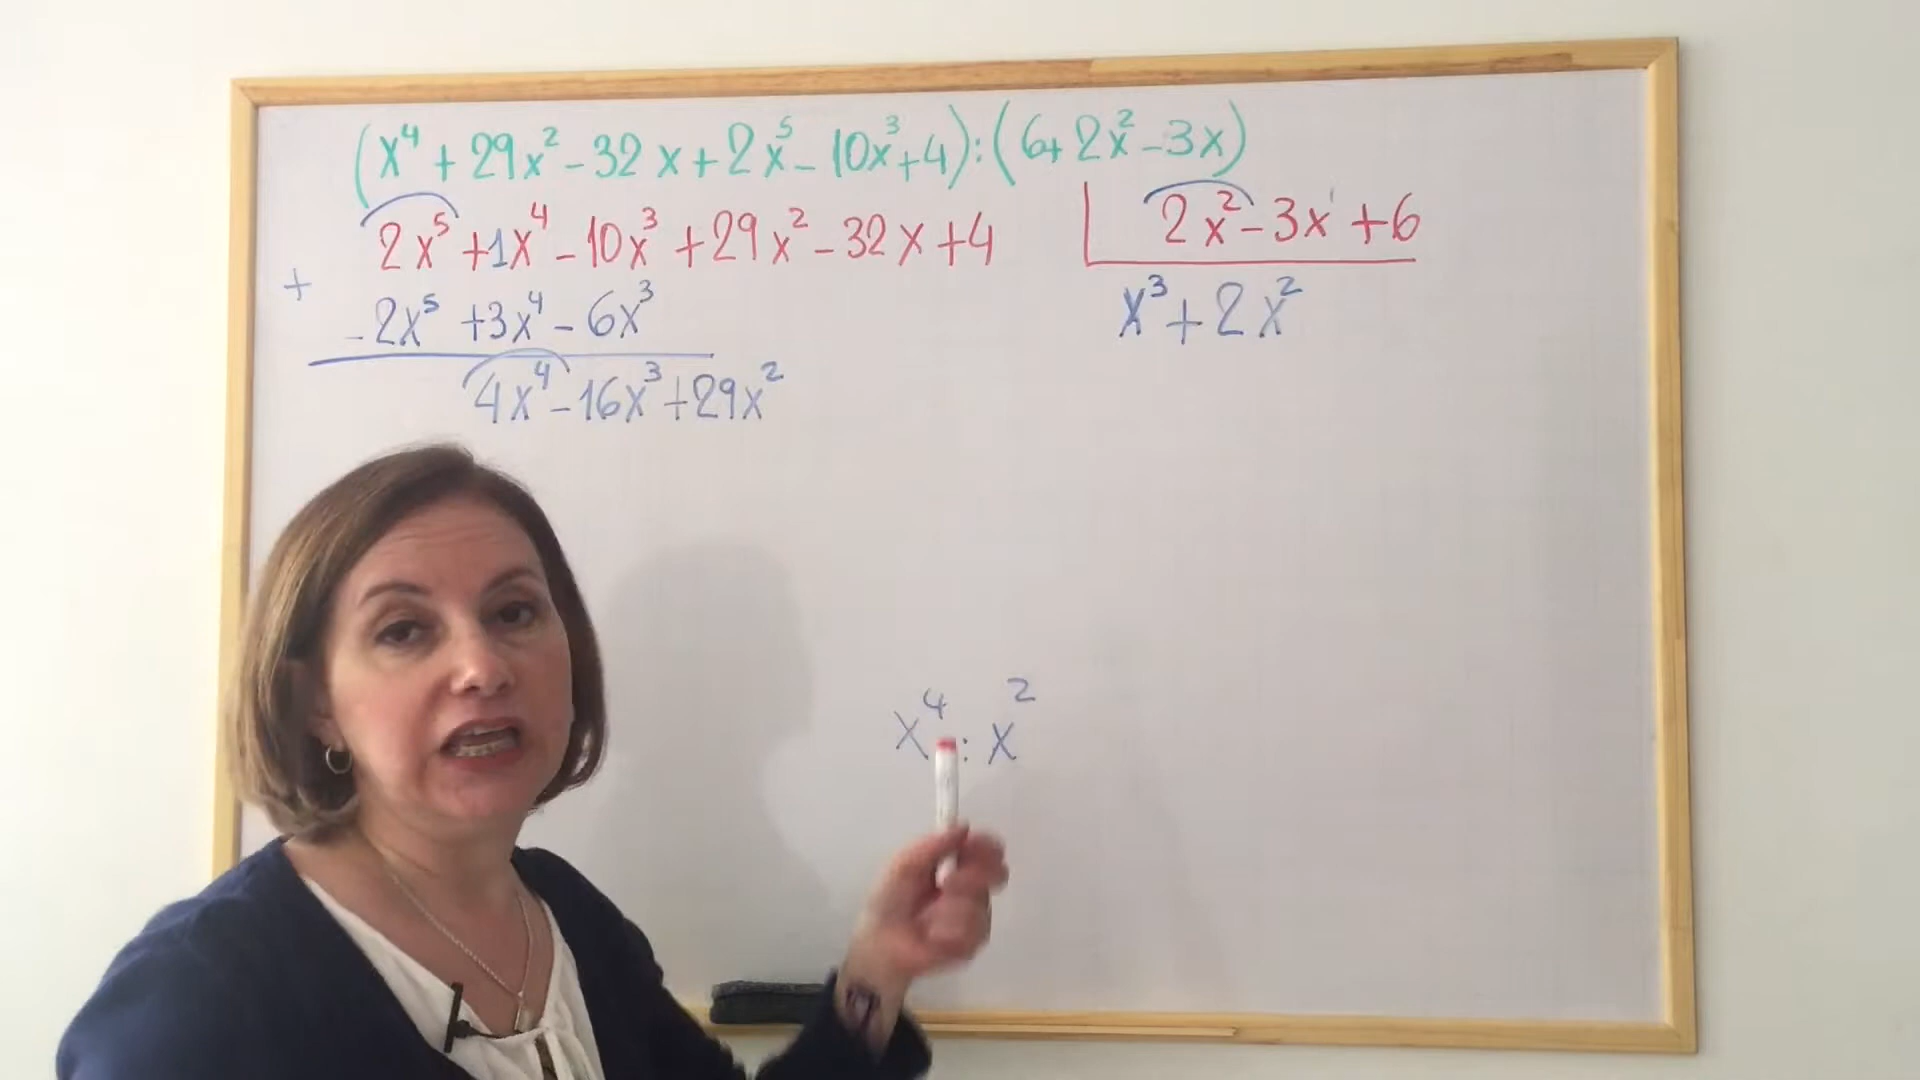 (x⁴ + 29x² - 32x + 2x⁵ - 10x³ + 4) : (6 + 2x² - 3x)
2x⁵ + 1x⁴ - 10x³ + 29x² - 32x + 4 | 2x² - 3x¹ + 6
+ - 2x⁵ + 3x⁴ - 6x³
x³ + 2x²
4x⁴ - 16x³ + 29x²
x⁴ : x²